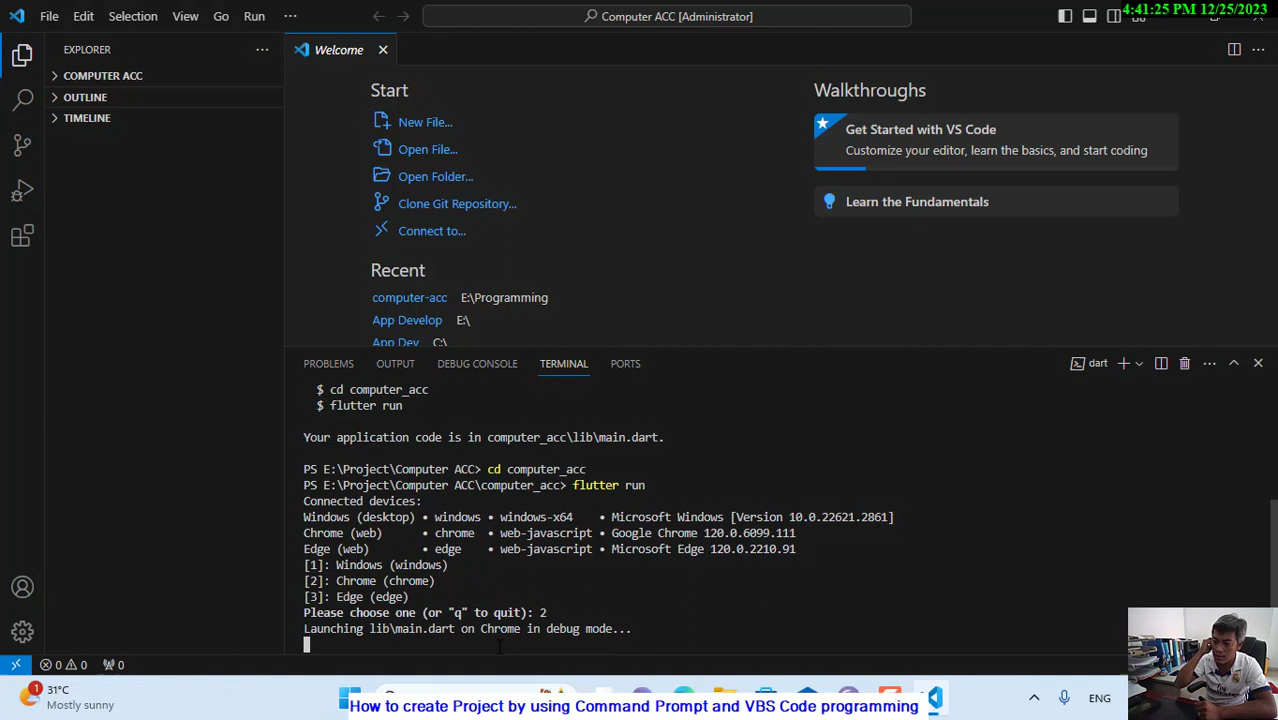 File Edit Selection View Go Run ···
Computer ACC [Administrator]
4:41:25 PM 12/25/2023
EXPLORER
COMPUTER ACC
OUTLINE
TIMELINE
Welcome
Start
New File...
Open File...
Open Folder...
Clone Git Repository...
Connect to...
Recent
computer-acc E:\Programming
App Develop E:\
App Dev C:\
Walkthroughs
Get Started with VS Code
Customize your editor, learn the basics, and start coding
Learn the Fundamentals
PROBLEMS OUTPUT DEBUG CONSOLE TERMINAL PORTS
dart
$ cd computer_acc
$ flutter run
Your application code is in computer_acc\lib\main.dart.
PS E:\Project\Computer ACC> cd computer_acc
PS E:\Project\Computer ACC\computer_acc> flutter run
Connected devices:
Windows (desktop) • windows • windows-x64 • Microsoft Windows [Version 10.0.22621.2861]
Chrome (web) • chrome • web-javascript • Google Chrome 120.0.6099.111
Edge (web) • edge • web-javascript • Microsoft Edge 120.0.2210.91
[1]: Windows (windows)
[2]: Chrome (chrome)
[3]: Edge (edge)
Please choose one (or "q" to quit): 2
Launching lib\main.dart on Chrome in debug mode...
0 0 0
1
31°C
Mostly sunny
ENG
How to create Project by using Command Prompt and VBS Code programming